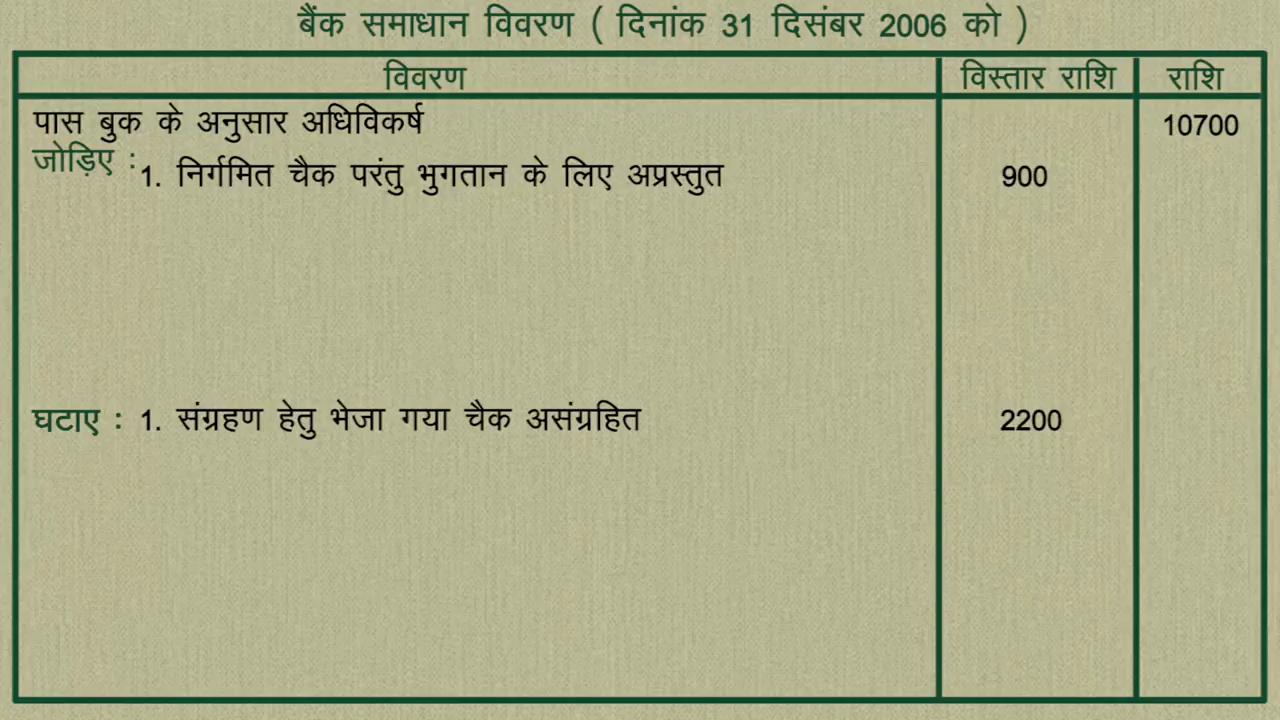 बैंक समाधान विवरण ( दिनांक 31 दिसंबर 2006 को )
विवरण विस्तार राशि राशि
पास बुक के अनुसार अधिविकर्ष 10700
जोड़िए : 1. निर्गमित चैक परंतु भुगतान के लिए अप्रस्तुत 900
घटाए : 1. संग्रहण हेतु भेजा गया चैक असंग्रहित 2200